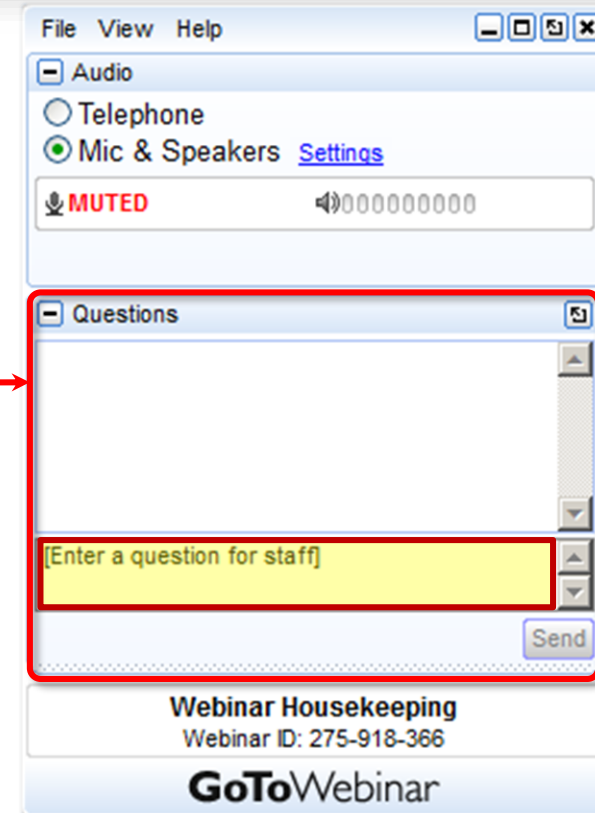 File View Help
Audio
Telephone
Mic & Speakers Settings
MUTED 000000000
Questions
[Enter a question for staff]
Send
Webinar Housekeeping
Webinar ID: 275-918-366
GoToWebinar